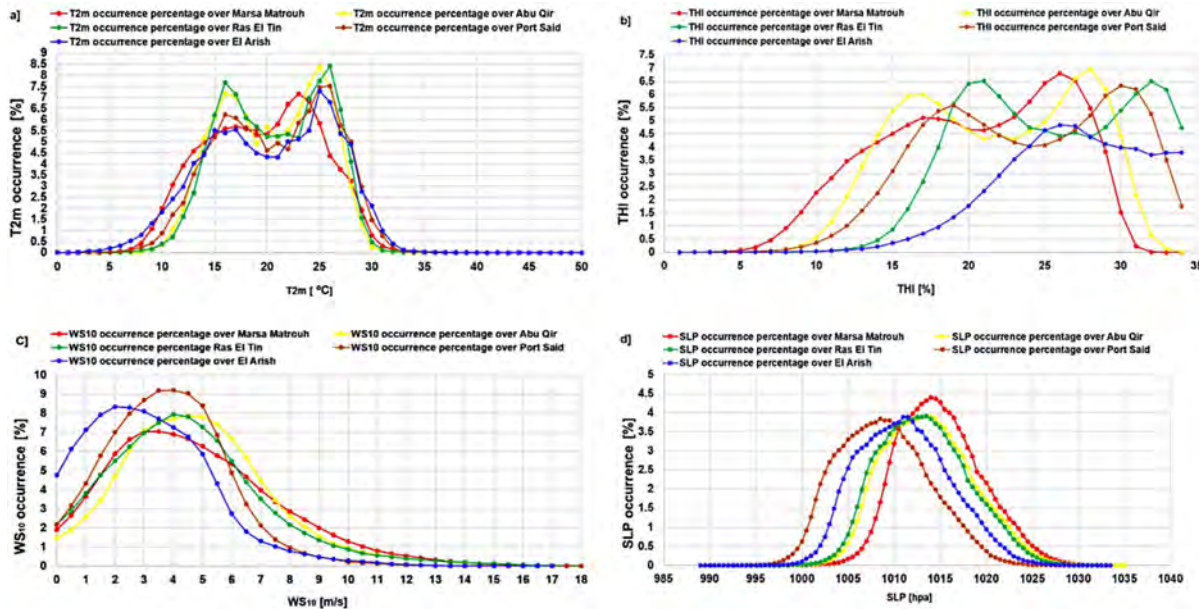 a]
T2m occurrence percentage over Marsa Matrouh
T2m occurrence percentage over Abu Qir
T2m occurrence percentage over Ras El Tin
T2m occurrence percentage over Port Said
T2m occurrence percentage over El Arish
T2m occurrence [%]
9
8.5
8
7.5
7
6.5
6
5.5
5
4.5
4
3.5
3
2.5
2
1.5
1
0.5
0
0 5 10 15 20 25 30 35 40 45 50
T2m [ °C]
b]
THI occurrence percentage over Marsa Matrouh
THI occurrence percentage over Abu Qir
THI occurrence percentage over Ras El Tin
THI occurrence percentage over Port Said
THI occurrence percentage over El Arish
THI occurrence [%]
7.5
7
6.5
6
5.5
5
4.5
4
3.5
3
2.5
2
1.5
1
0.5
0
0 5 10 15 20 25 30 35
THI [%]
C]
WS10 occurrence percentage over Marsa Matrouh
WS10 occurrence percentage over Abu Qir
WS10 occurrence percentage Ras El Tin
WS10 occurrence percentage over Port Said
WS10 occurrence percentage over El Arish
WS10 occurrence [%]
10
9
8
7
6
5
4
3
2
1
0
0 1 2 3 4 5 6 7 8 9 10 11 12 13 14 15 16 17 18
WS10 [m/s]
d]
SLP occurrence percentage over Marsa Matrouh
SLP occurrence percentage over Abu Qir
SLP occurrence percentage over Ras El Tin
SLP occurrence percentage over Port Said
SLP occurrence percentage over El Arish
SLP occurrence [%]
5
4.5
4
3.5
3
2.5
2
1.5
1
0.5
0
985 990 995 1000 1005 1010 1015 1020 1025 1030 1035 1040
SLP [hpa]